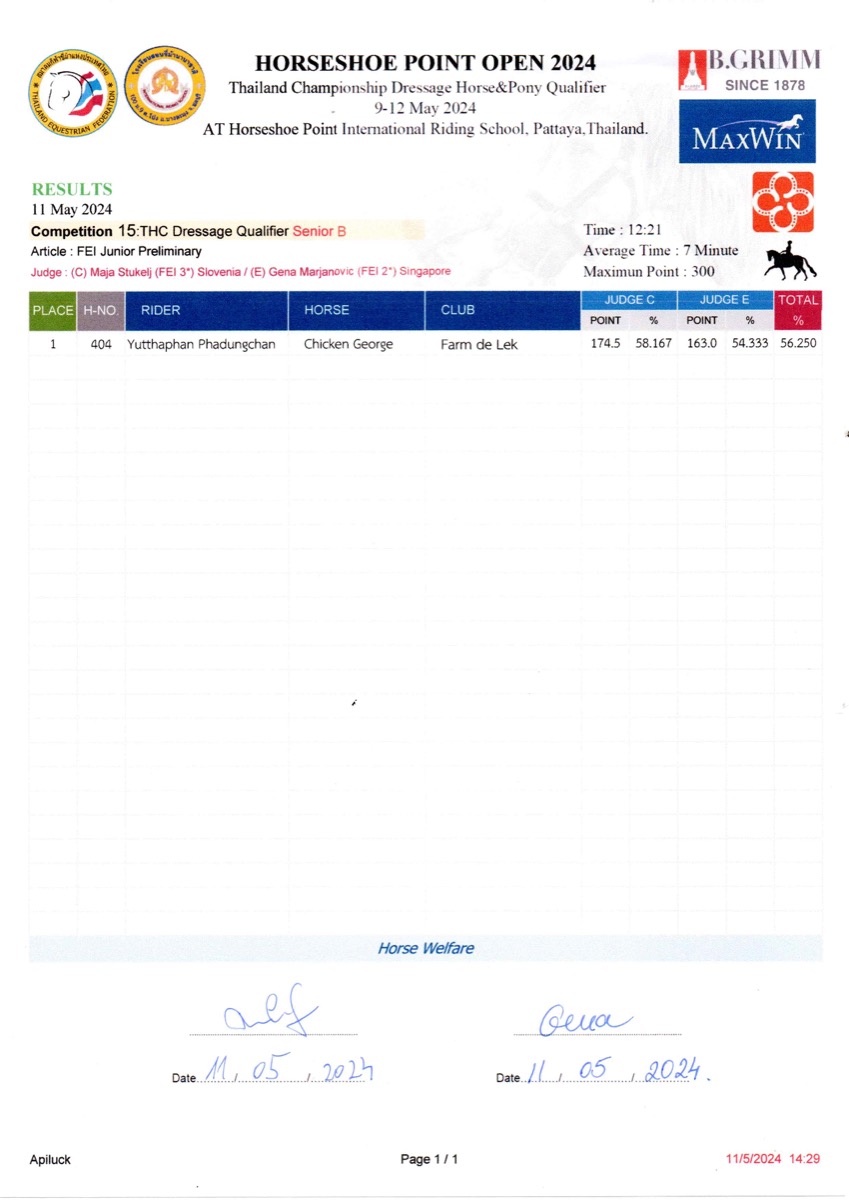 HORSESHOE POINT OPEN 2024
Thailand Championship Dressage Horse&Pony Qualifier
9-12 May 2024
AT Horseshoe Point International Riding School, Pattaya,Thailand.
THAILAND EQUESTRIAN FEDERATION
B.GRIMM
SINCE 1878
MAXWIN
RESULTS
11 May 2024
Competition 15:THC Dressage Qualifier Senior B
Article : FEI Junior Preliminary
Judge : (C) Maja Stukelj (FEI 3*) Slovenia / (E) Gena Marjanovic (FEI 2*) Singapore
Time : 12:21
Average Time : 7 Minute
Maximun Point : 300
PLACE H-NO. RIDER HORSE CLUB JUDGE C JUDGE E TOTAL
POINT % POINT % %
1 404 Yutthaphan Phadungchan Chicken George Farm de Lek 174.5 58.167 163.0 54.333 56.250
Horse Welfare
Gena
Date 11 / 05 / 2024
Date 11 / 05 / 2024.
Apiluck
Page 1 / 1
11/5/2024 14:29